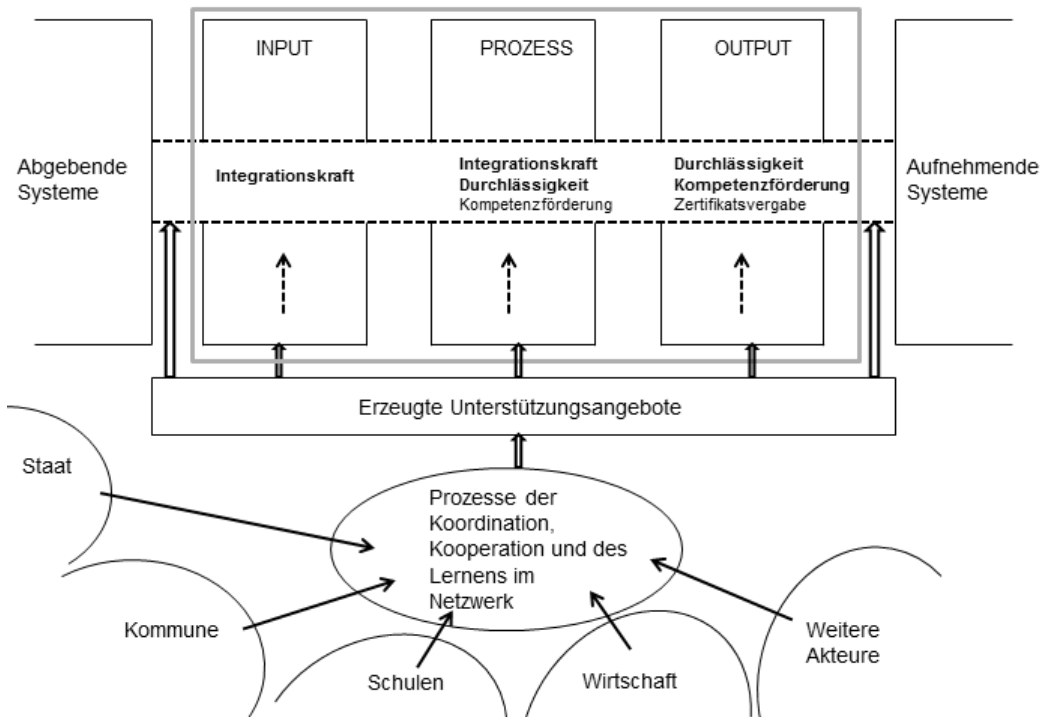 INPUT
PROZESS
OUTPUT
Abgebende
Systeme
Integrationskraft
Integrationskraft
Durchlässigkeit
Kompetenzförderung
Durchlässigkeit
Kompetenzförderung
Zertifikatsvergabe
Aufnehmende
Systeme
Erzeugte Unterstützungsangebote
Staat
Prozesse der
Koordination,
Kooperation und des
Lernens im
Netzwerk
Kommune
Schulen
Wirtschaft
Weitere
Akteure